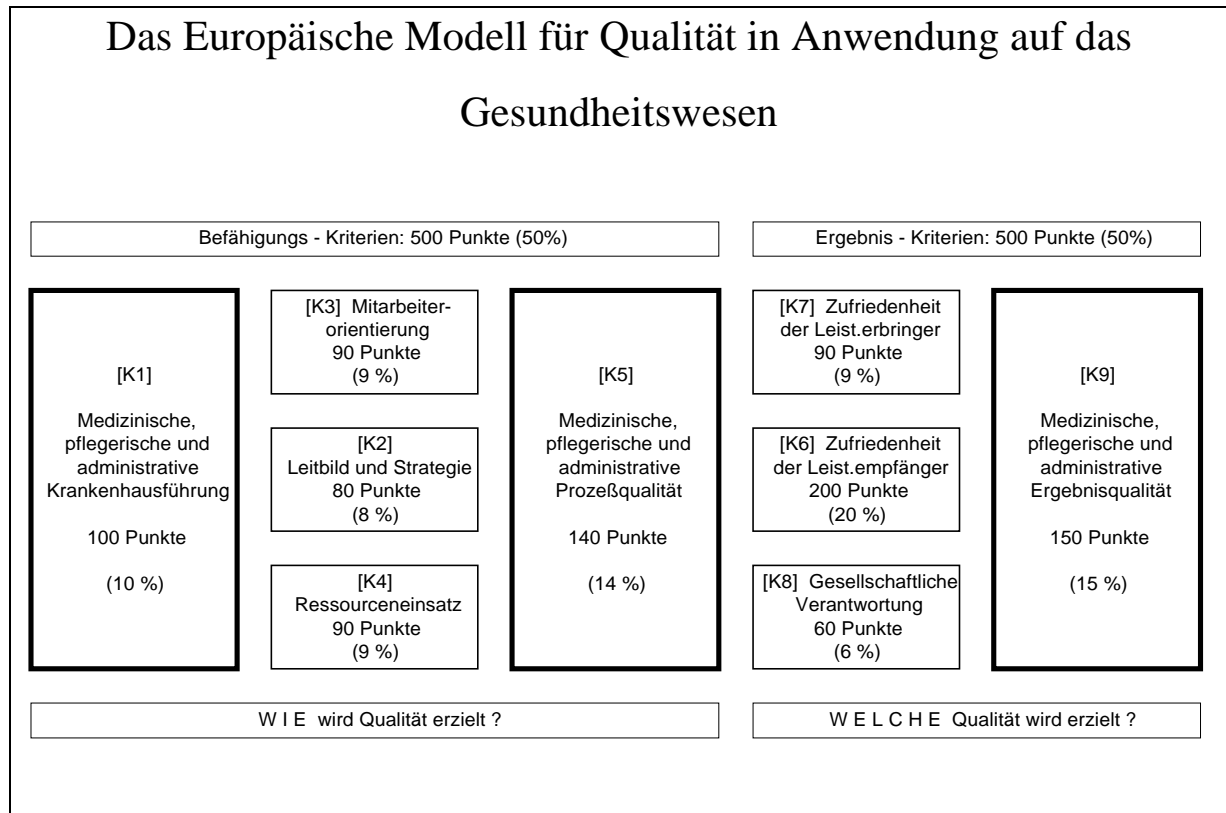 Das Europäische Modell für Qualität in Anwendung auf das
Gesundheitswesen
Befähigungs - Kriterien: 500 Punkte (50%)
Ergebnis - Kriterien: 500 Punkte (50%)
[K1]
Medizinische,
pflegerische und
administrative
Krankenhausführung
100 Punkte
(10 %)
[K3] Mitarbeiter-
orientierung
90 Punkte
(9 %)
[K2]
Leitbild und Strategie
80 Punkte
(8 %)
[K4]
Ressourceneinsatz
90 Punkte
(9 %)
[K5]
Medizinische,
pflegerische und
administrative
Prozeßqualität
140 Punkte
(14 %)
[K7] Zufriedenheit
der Leist.erbringer
90 Punkte
(9 %)
[K6] Zufriedenheit
der Leist.empfänger
200 Punkte
(20 %)
[K8] Gesellschaftliche
Verantwortung
60 Punkte
(6 %)
[K9]
Medizinische,
pflegerische und
administrative
Ergebnisqualität
150 Punkte
(15 %)
W I E wird Qualität erzielt ?
W E L C H E Qualität wird erzielt ?